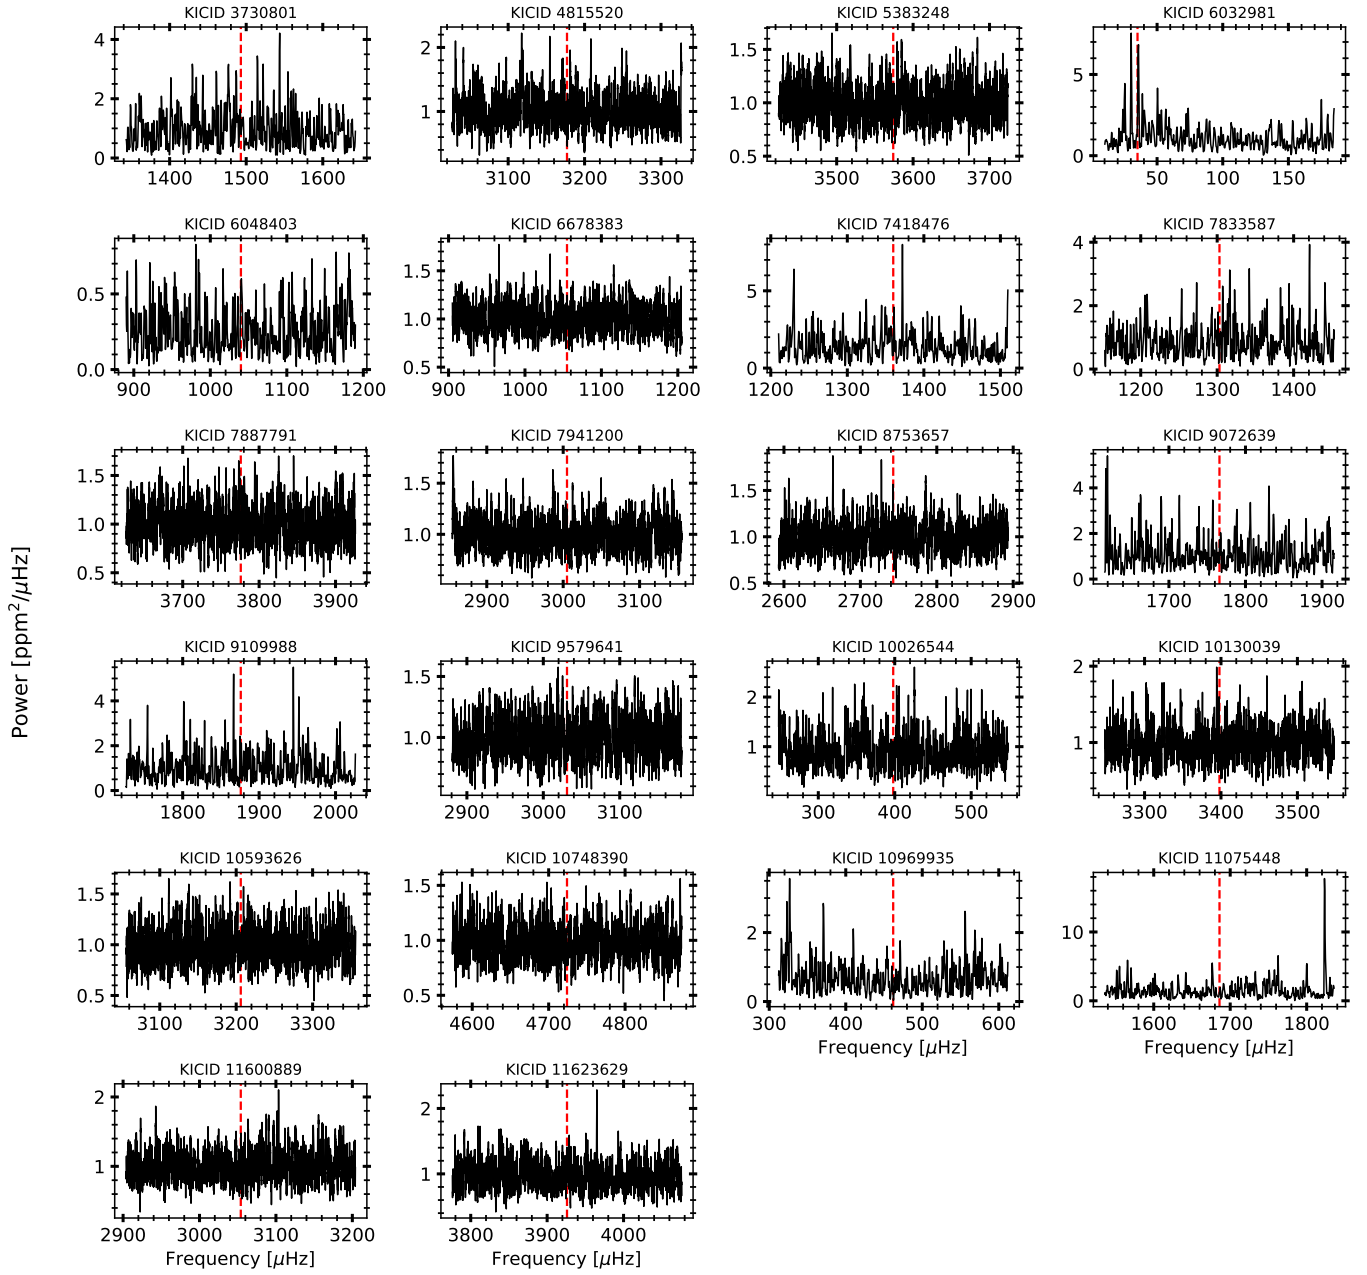 KICID 3730801 KICID 4815520 KICID 5383248 KICID 6032981
4 2 0 1400 1500 1600
2 1 3100 3200 3300
1.5 1.0 0.5 3500 3600 3700
5 0 50 100 150
KICID 6048403 KICID 6678383 KICID 7418476 KICID 7833587
0.5 0.0 900 1000 1100 1200
1.5 1.0 0.5 900 1000 1100 1200
5 0 1200 1300 1400 1500
4 2 0 1200 1300 1400
KICID 7887791 KICID 7941200 KICID 8753657 KICID 9072639
1.5 1.0 0.5 3700 3800 3900
1.5 1.0 2900 3000 3100
1.5 1.0 0.5 2600 2700 2800 2900
4 2 0 1700 1800 1900
Power [ppm²/μHz]
KICID 9109988 KICID 9579641 KICID 10026544 KICID 10130039
4 2 0 1800 1900 2000
1.5 1.0 2900 3000 3100
2 1 300 400 500
2 1 3300 3400 3500
KICID 10593626 KICID 10748390 KICID 10969935 KICID 11075448
1.5 1.0 0.5 3100 3200 3300
1.5 1.0 0.5 4600 4700 4800
2 0 300 400 500 600
Frequency [μHz]
10 0 1600 1700 1800
Frequency [μHz]
KICID 11600889 KICID 11623629
2 1 2900 3000 3100 3200
Frequency [μHz]
2 1 3800 3900 4000
Frequency [μHz]